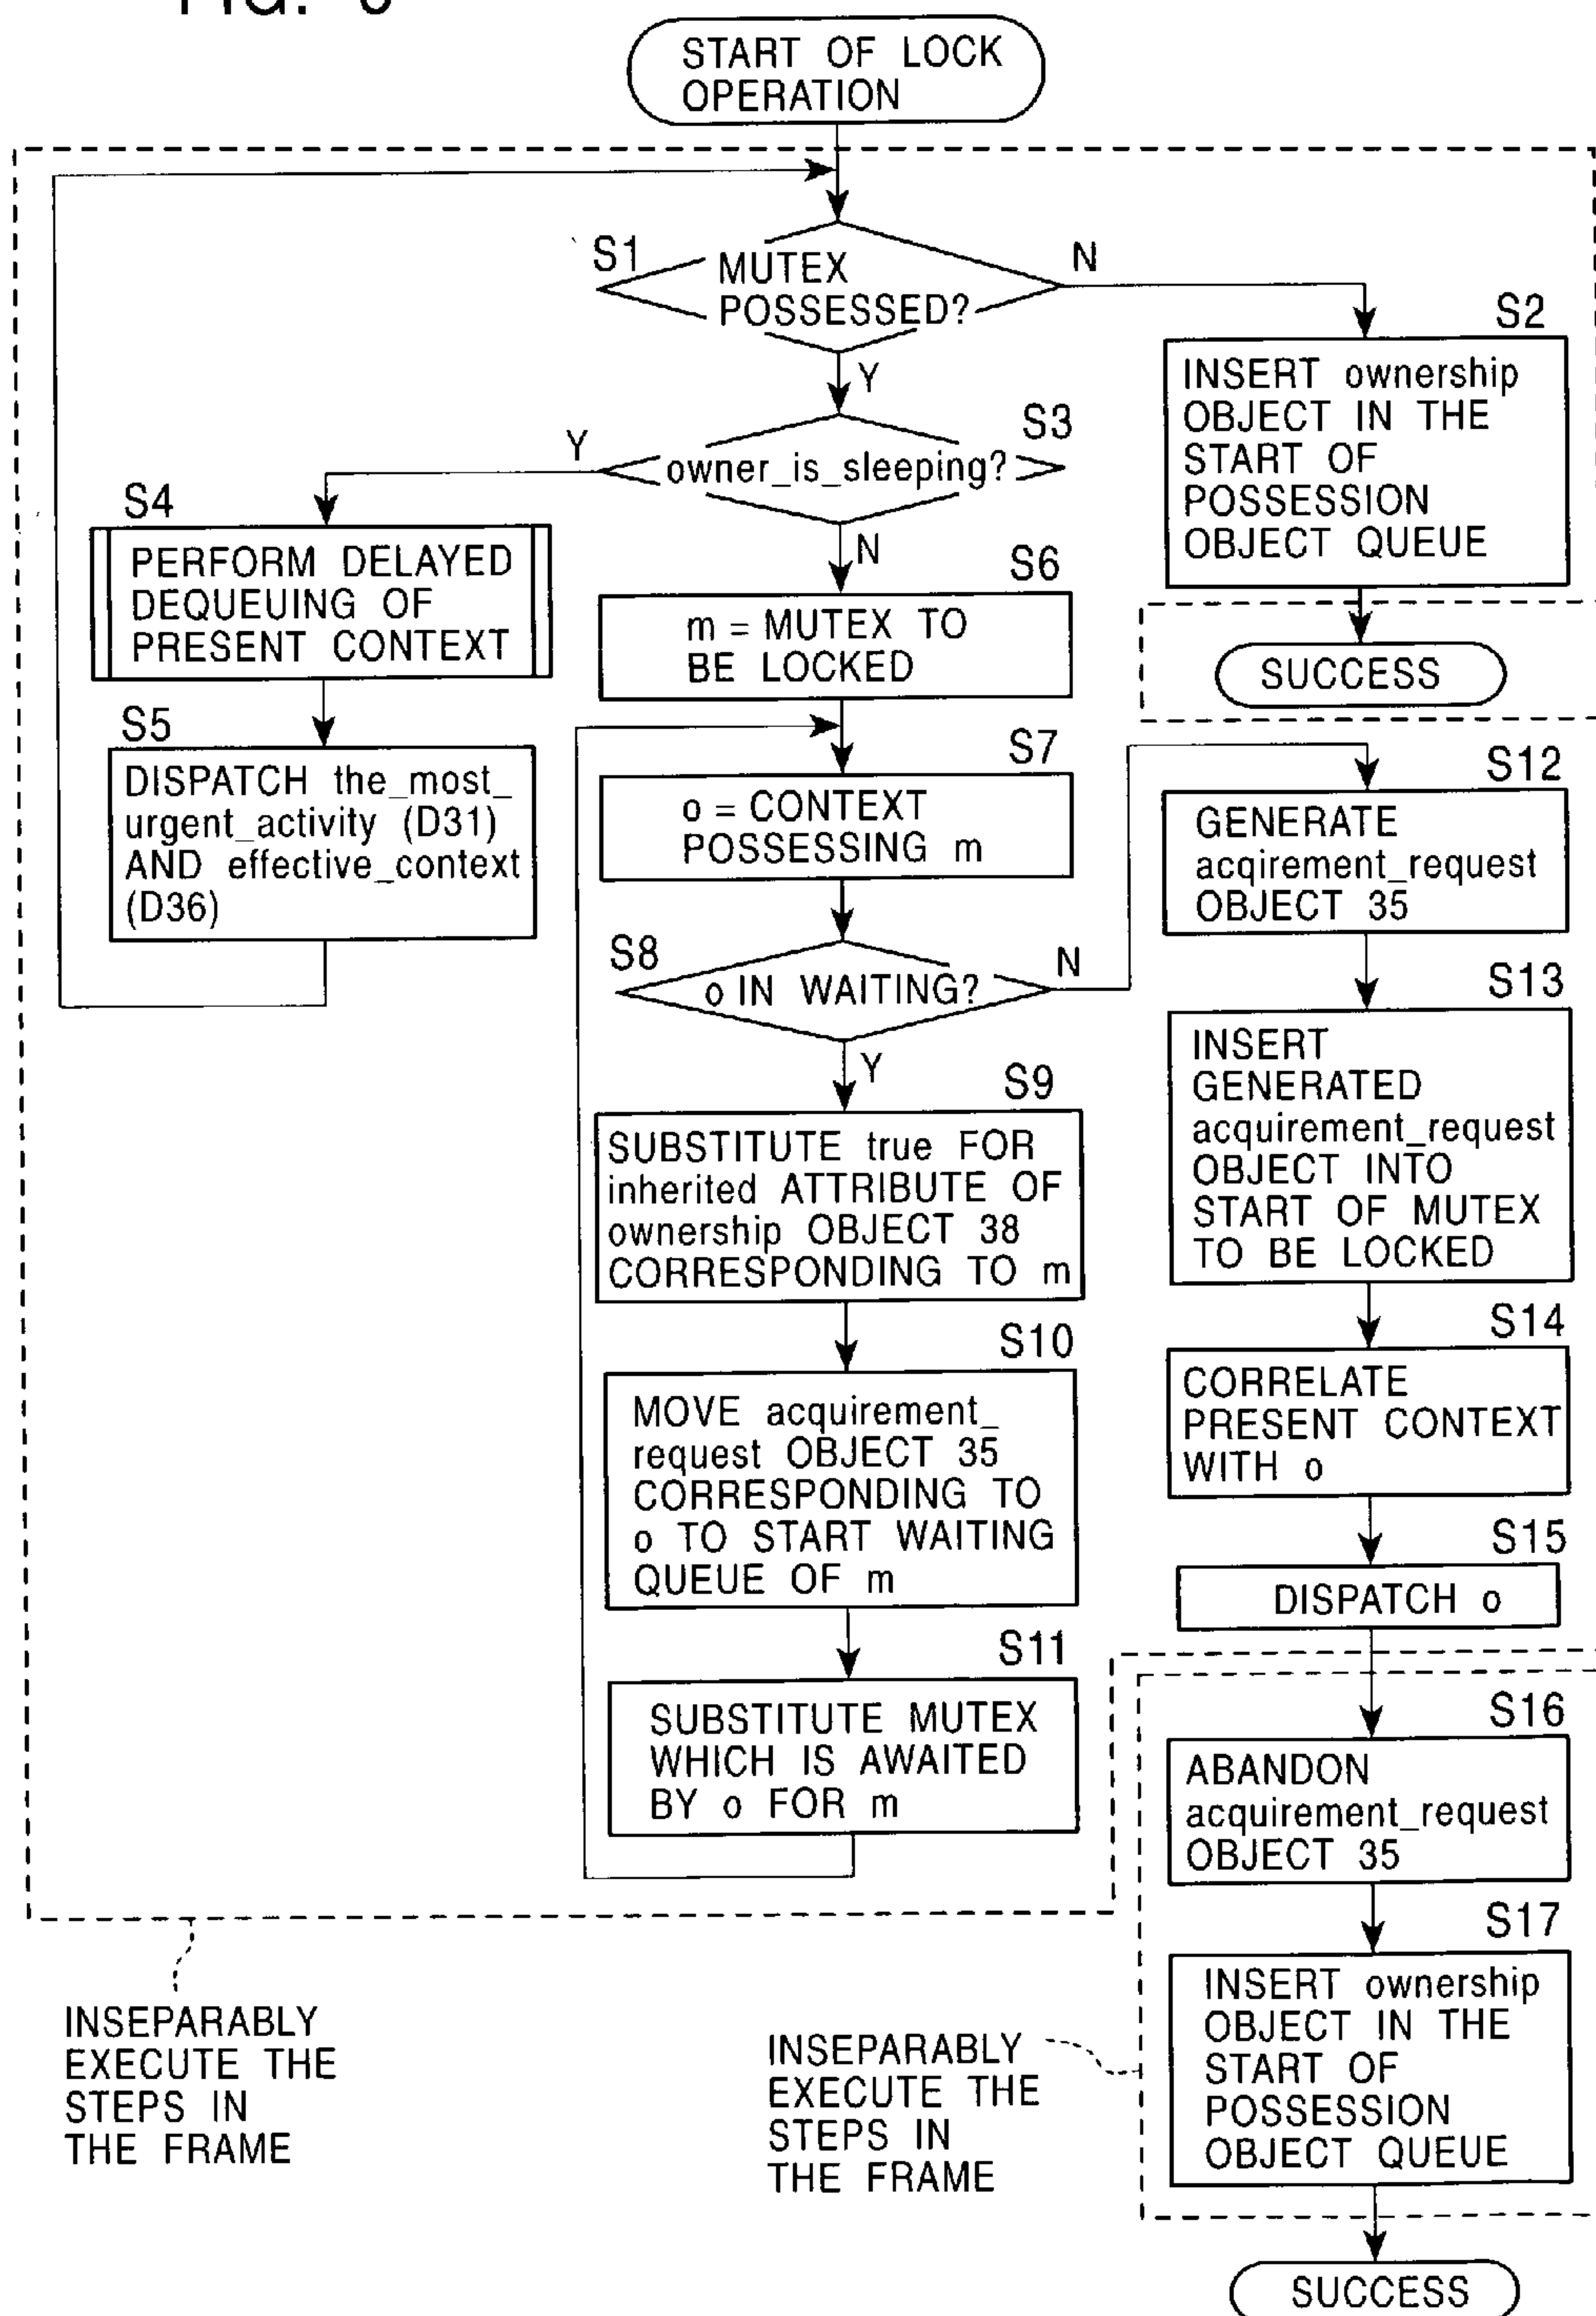 START OF LOCK
OPERATION
S1
MUTEX
POSSESSED?
N
Y
S2
INSERT ownership
OBJECT IN THE
START OF
POSSESSION
OBJECT QUEUE
SUCCESS
S3
owner_is_sleeping?
Y
N
S4
PERFORM DELAYED
DEQUEUING OF
PRESENT CONTEXT
S5
DISPATCH the_most_
urgent_activity (D31)
AND effective_context
(D36)
S6
m = MUTEX TO
BE LOCKED
S7
o = CONTEXT
POSSESSING m
S8
o IN WAITING?
N
Y
S9
SUBSTITUTE true FOR
inherited ATTRIBUTE OF
ownership OBJECT 38
CORRESPONDING TO m
S10
MOVE acquirement_
request OBJECT 35
CORRESPONDING TO
o TO START WAITING
QUEUE OF m
S11
SUBSTITUTE MUTEX
WHICH IS AWAITED
BY o FOR m
S12
GENERATE
acqirement_request
OBJECT 35
S13
INSERT
GENERATED
acquirement_request
OBJECT INTO
START OF MUTEX
TO BE LOCKED
S14
CORRELATE
PRESENT CONTEXT
WITH o
S15
DISPATCH o
S16
ABANDON
acquirement_request
OBJECT 35
S17
INSERT ownership
OBJECT IN THE
START OF
POSSESSION
OBJECT QUEUE
SUCCESS
INSEPARABLY
EXECUTE THE
STEPS IN
THE FRAME
INSEPARABLY
EXECUTE THE
STEPS IN
THE FRAME